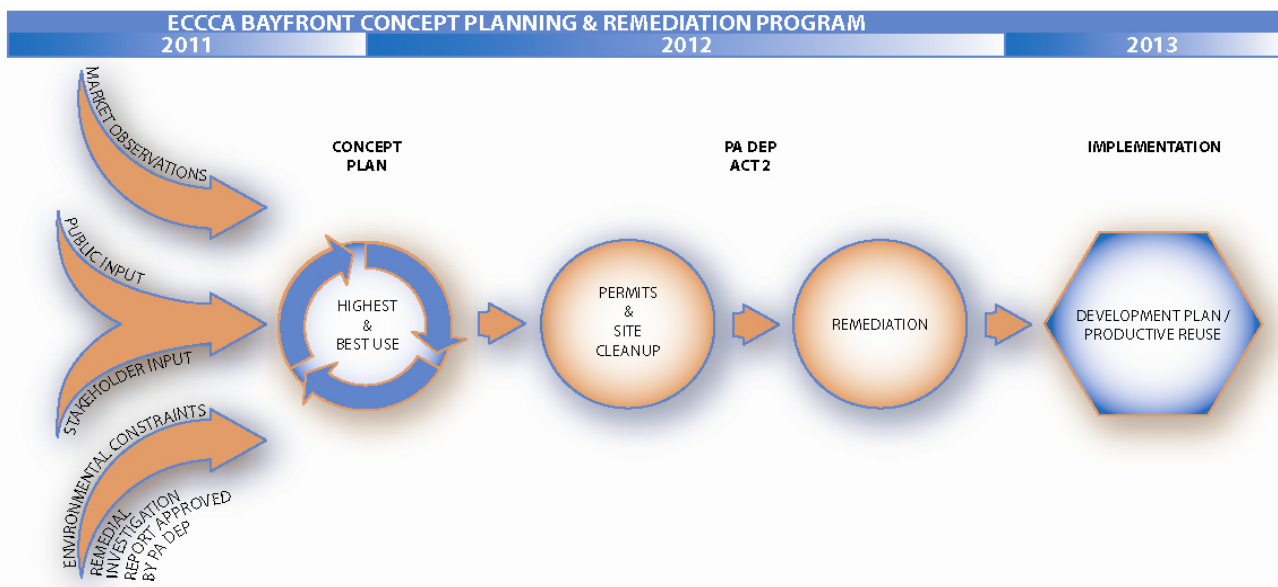 ECCCA BAYFRONT CONCEPT PLANNING & REMEDIATION PROGRAM
2011
2012
2013
MARKET OBSERVATIONS
PUBLIC INPUT
STAKEHOLDER INPUT
ENVIRONMENTAL CONSTRAINTS
REMEDIAL
INVESTIGATION
REPORT APPROVED
BY PA DEP
CONCEPT
PLAN
HIGHEST
&
BEST USE
PA DEP
ACT 2
PERMITS
&
SITE
CLEANUP
REMEDIATION
IMPLEMENTATION
DEVELOPMENT PLAN /
PRODUCTIVE REUSE